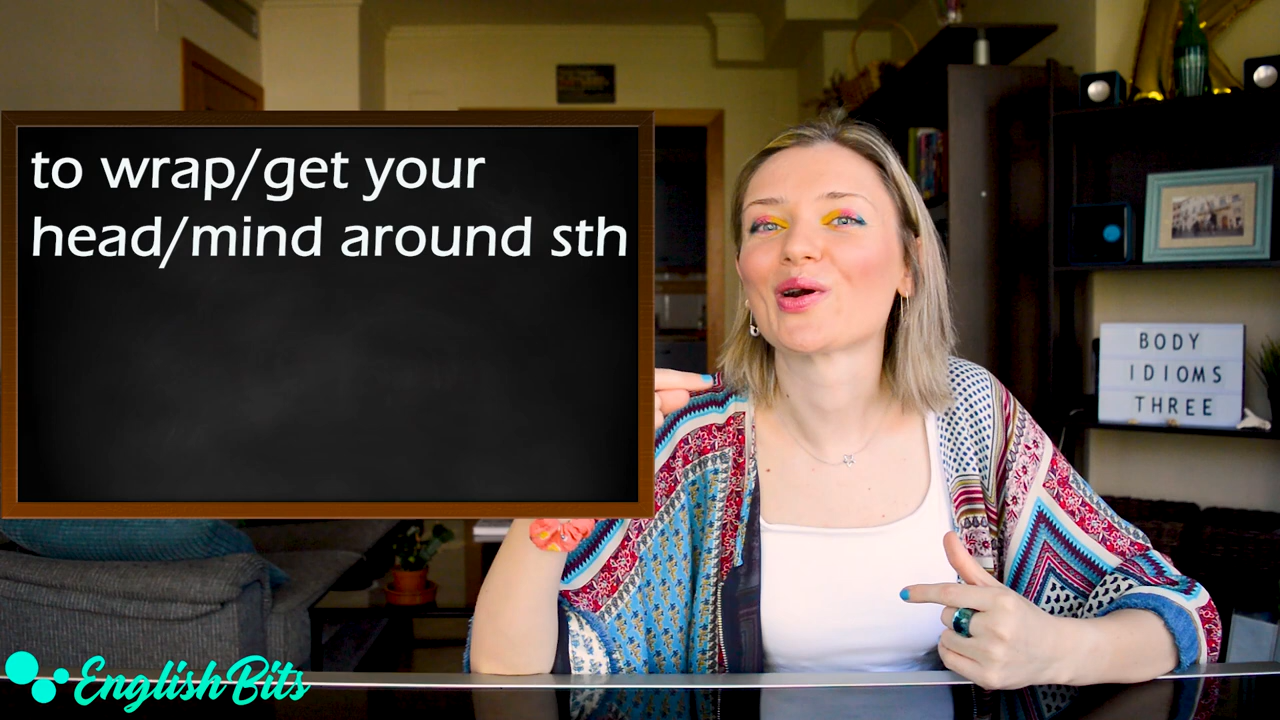 to wrap/get your
head/mind around sth
BODY
IDIOMS
THREE
EnglishBits